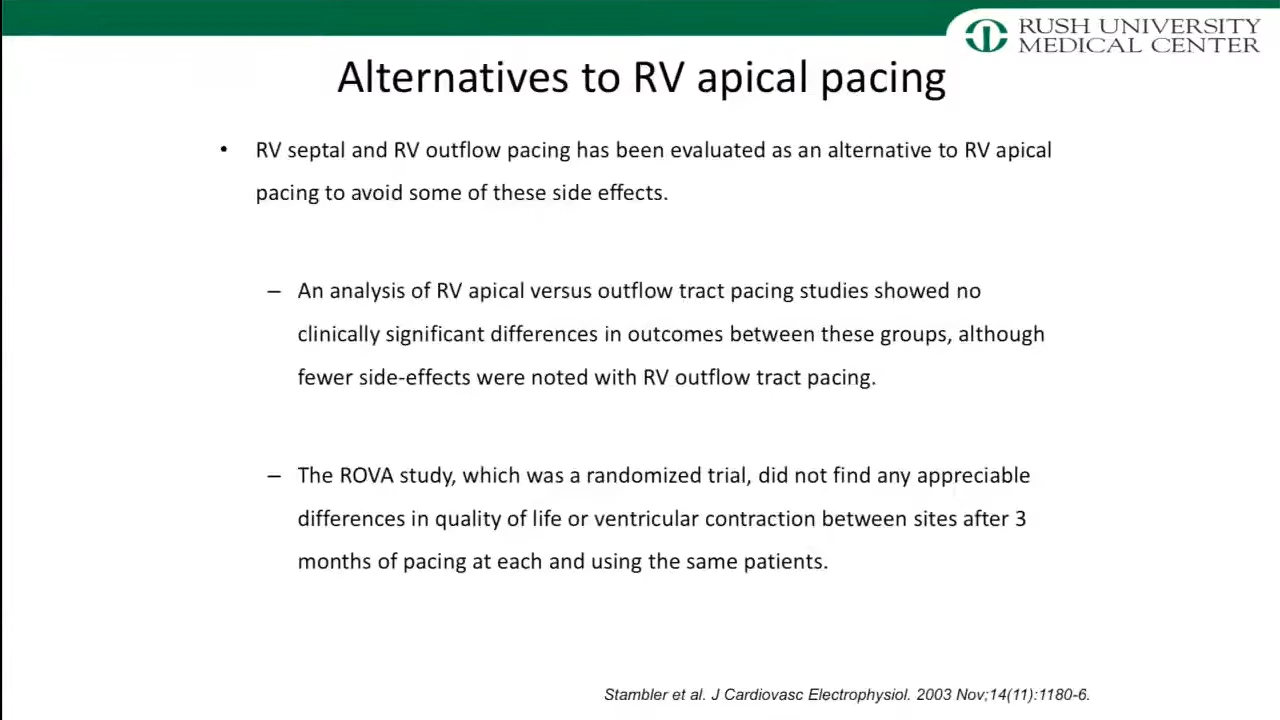 RUSH UNIVERSITY
MEDICAL CENTER
Alternatives to RV apical pacing
• RV septal and RV outflow pacing has been evaluated as an alternative to RV apical
pacing to avoid some of these side effects.
– An analysis of RV apical versus outflow tract pacing studies showed no
clinically significant differences in outcomes between these groups, although
fewer side-effects were noted with RV outflow tract pacing.
– The ROVA study, which was a randomized trial, did not find any appreciable
differences in quality of life or ventricular contraction between sites after 3
months of pacing at each and using the same patients.
Stambler et al. J Cardiovasc Electrophysiol. 2003 Nov;14(11):1180-6.